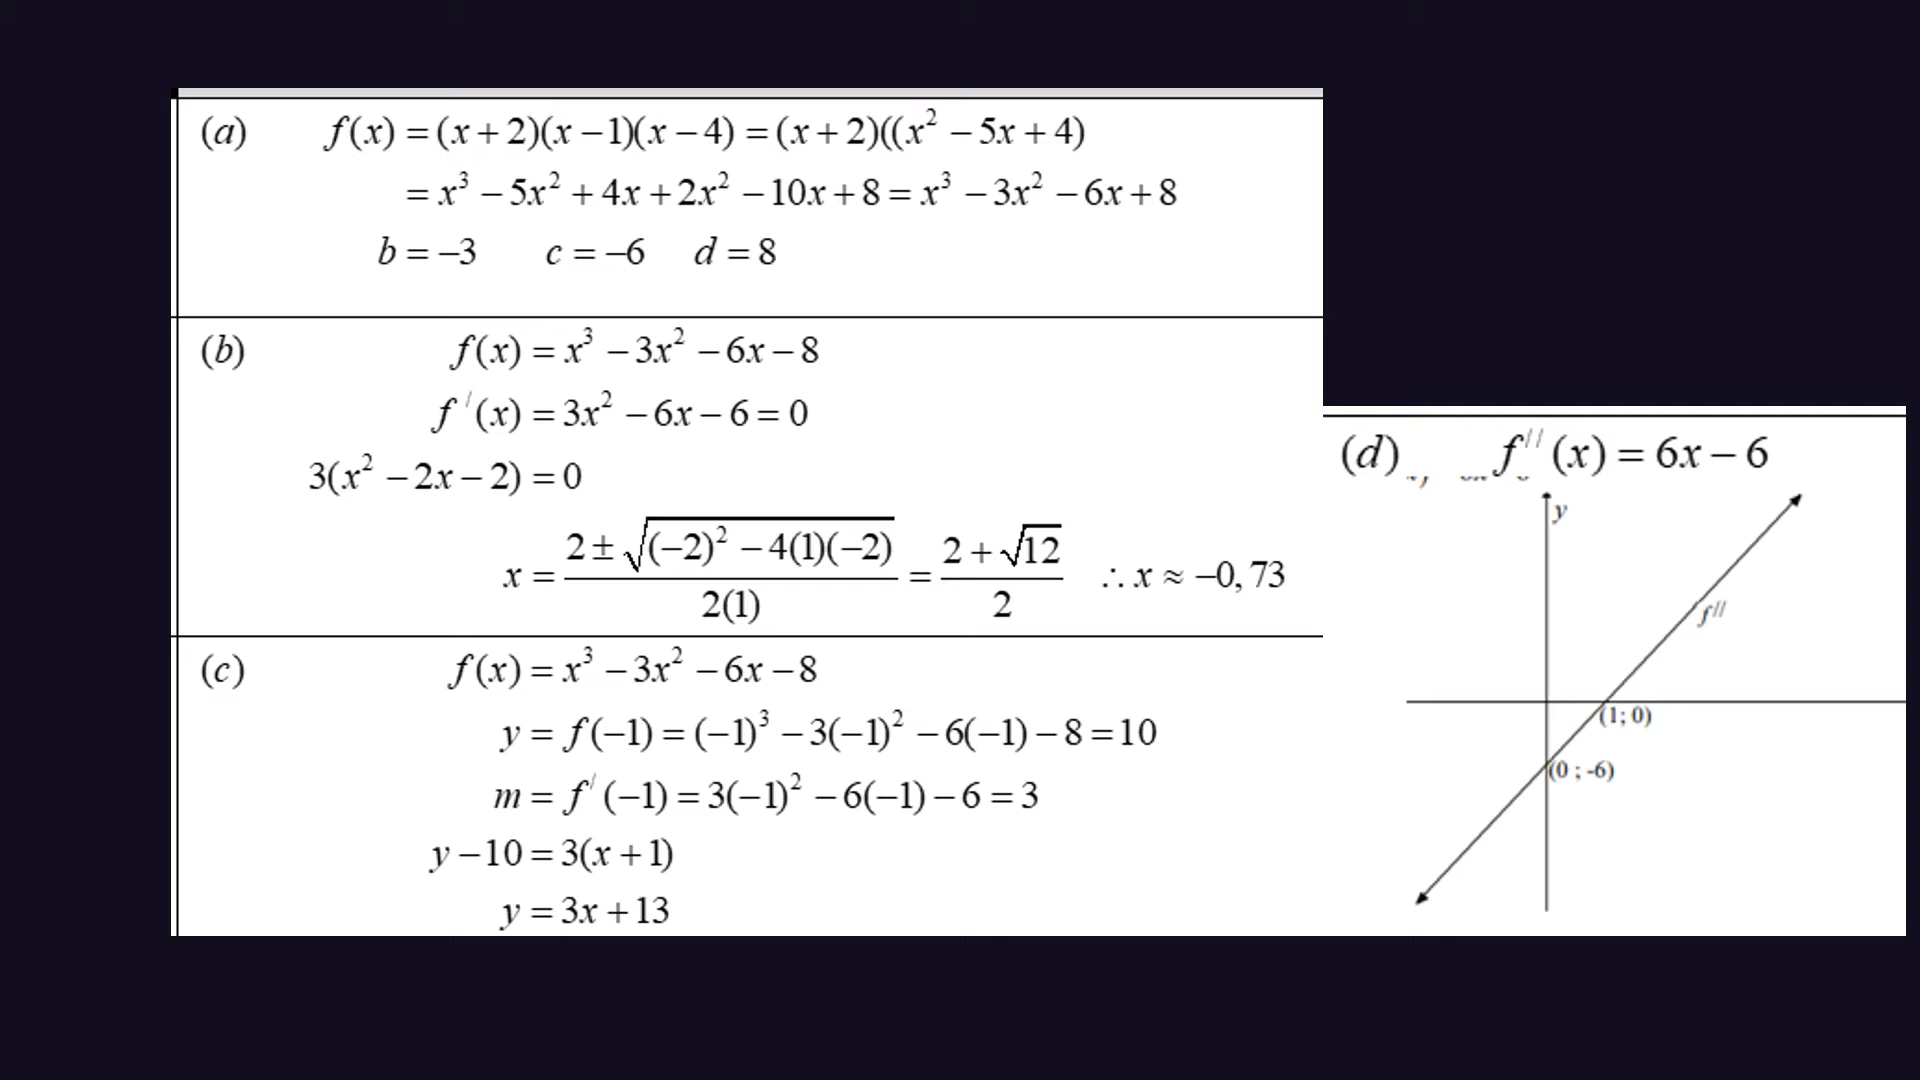 (a) f(x) = (x+2)(x−1)(x−4) = (x+2)((x² − 5x + 4)
= x³ − 5x² + 4x + 2x² − 10x + 8 = x³ − 3x² − 6x + 8
b = −3 c = −6 d = 8
(b) f(x) = x³ − 3x² − 6x − 8
f ′(x) = 3x² − 6x − 6 = 0
3(x² − 2x − 2) = 0
x = (2 ± √((−2)² − 4(1)(−2)))/(2(1)) = (2 + √12)/2 ∴ x ≈ −0,73
(c) f(x) = x³ − 3x² − 6x − 8
y = f(−1) = (−1)³ − 3(−1)² − 6(−1) − 8 = 10
m = f′(−1) = 3(−1)² − 6(−1) − 6 = 3
y − 10 = 3(x + 1)
y = 3x + 13
(d) f′′(x) = 6x − 6
y
f′′
(1; 0)
(0 ; -6)